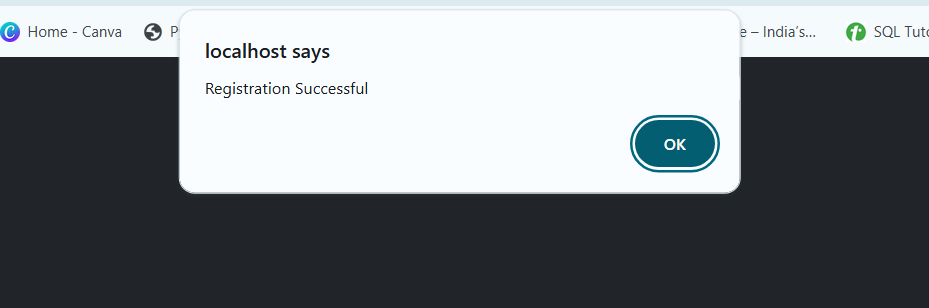 Home - Canva
e – India's...
SQL Tuto
localhost says
Registration Successful
OK